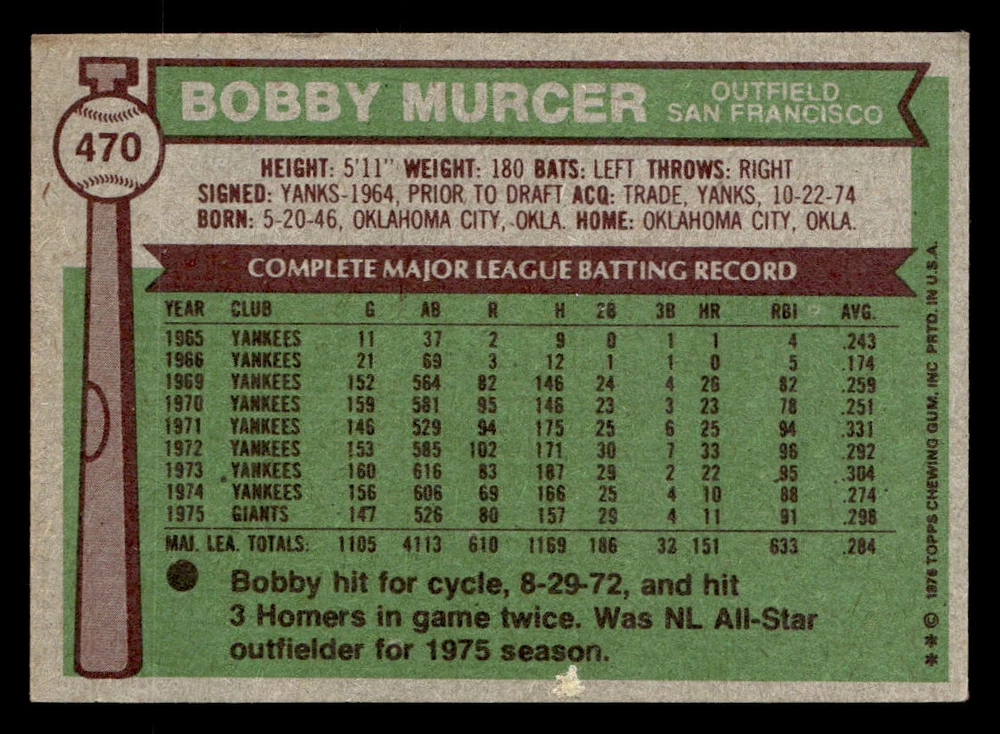 470
BOBBY MURCER
OUTFIELD
SAN FRANCISCO
HEIGHT: 5'11" WEIGHT: 180 BATS: LEFT THROWS: RIGHT
SIGNED: YANKS-1964, PRIOR TO DRAFT ACQ: TRADE, YANKS, 10-22-74
BORN: 5-20-46, OKLAHOMA CITY, OKLA. HOME: OKLAHOMA CITY, OKLA.
COMPLETE MAJOR LEAGUE BATTING RECORD
YEAR CLUB G AB R H 2B 3B HR RBI AVG.
1965 YANKEES 11 37 2 9 0 1 1 4 .243
1966 YANKEES 21 69 3 12 1 1 0 5 .174
1969 YANKEES 152 564 82 146 24 4 26 82 .259
1970 YANKEES 159 581 95 146 23 3 23 78 .251
1971 YANKEES 146 529 94 175 25 6 25 94 .331
1972 YANKEES 153 585 102 171 30 7 33 96 .292
1973 YANKEES 160 616 83 187 29 2 22 95 .304
1974 YANKEES 156 606 69 166 25 4 10 88 .274
1975 GIANTS 147 526 80 157 29 4 11 91 .298
MAJ. LEA. TOTALS: 1105 4113 610 1169 186 32 151 633 .284
Bobby hit for cycle, 8-29-72, and hit
3 Homers in game twice. Was NL All-Star
outfielder for 1975 season.
** © 1976 TOPPS CHEWING GUM, INC PRTD. IN U.S.A.